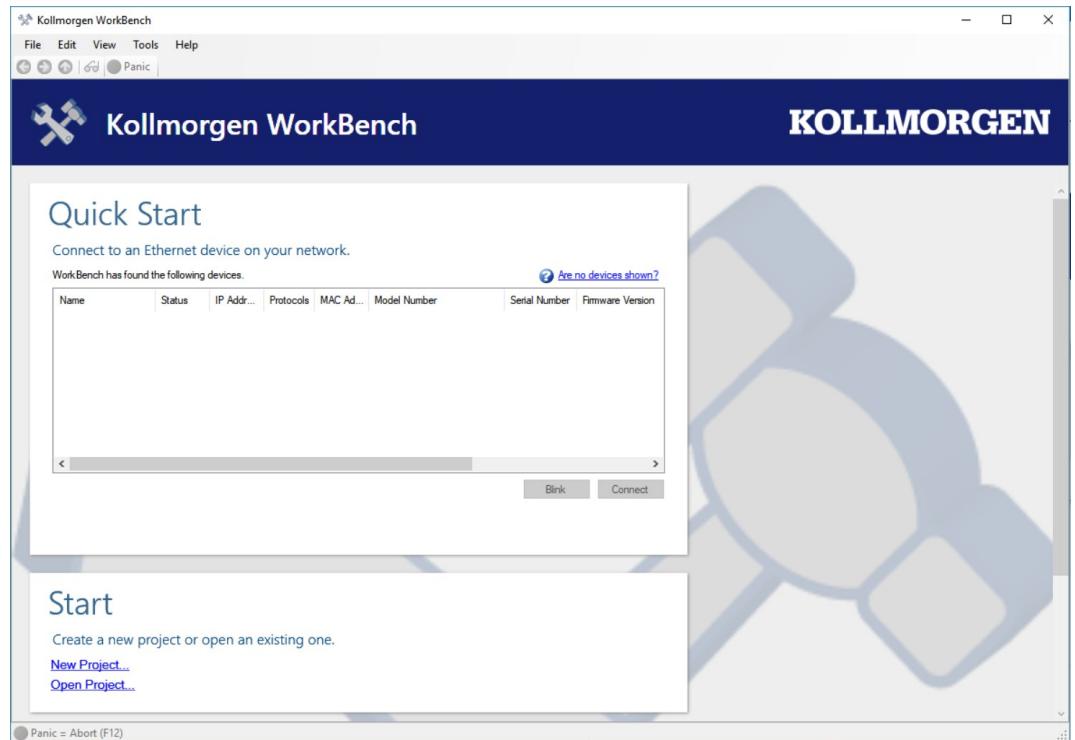 Kollmorgen WorkBench
File Edit View Tools Help
Panic
Kollmorgen WorkBench
KOLLMORGEN
Quick Start
Connect to an Ethernet device on your network.
WorkBench has found the following devices.
Are no devices shown?
Name Status IP Addr... Protocols MAC Ad... Model Number Serial Number Firmware Version
Blink Connect
Start
Create a new project or open an existing one.
New Project...
Open Project...
Panic = Abort (F12)